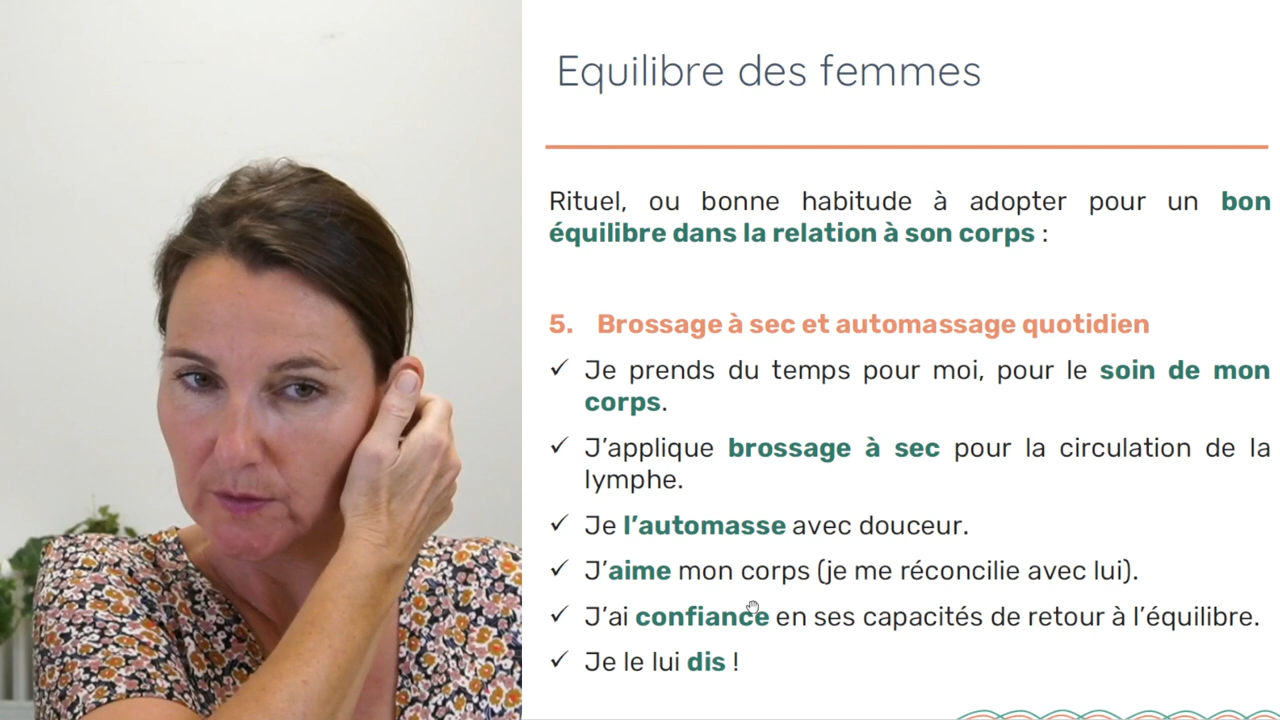 Equilibre des femmes
Rituel, ou bonne habitude à adopter pour un bon
équilibre dans la relation à son corps :
5. Brossage à sec et automassage quotidien
✓ Je prends du temps pour moi, pour le soin de mon
corps.
✓ J’applique brossage à sec pour la circulation de la
lymphe.
✓ Je l’automasse avec douceur.
✓ J’aime mon corps (je me réconcilie avec lui).
✓ J’ai confiance en ses capacités de retour à l’équilibre.
✓ Je le lui dis !